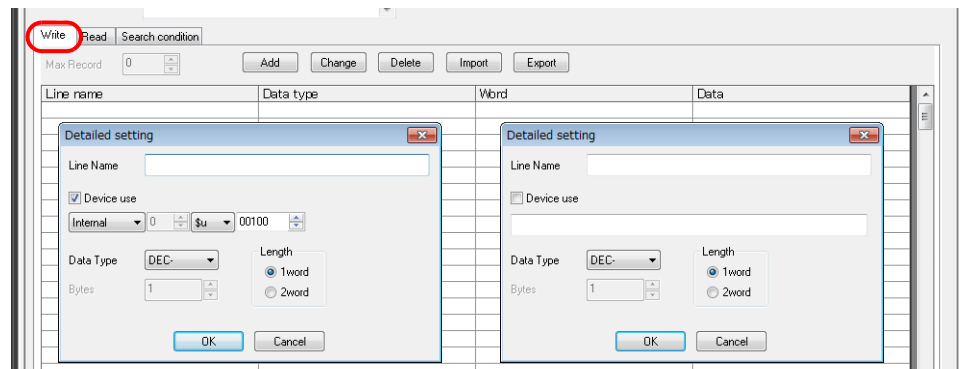 Write Read Search condition
Max Record 0 Add Change Delete Import Export
Line name Data type Word Data
Detailed setting
Line Name
Device use
Internal 0 $u 00100
Data Type DEC-
Length
1word
Bytes 1
2word
OK Cancel
Detailed setting
Line Name
Device use
Data Type DEC-
Length
1word
Bytes 1
2word
OK Cancel